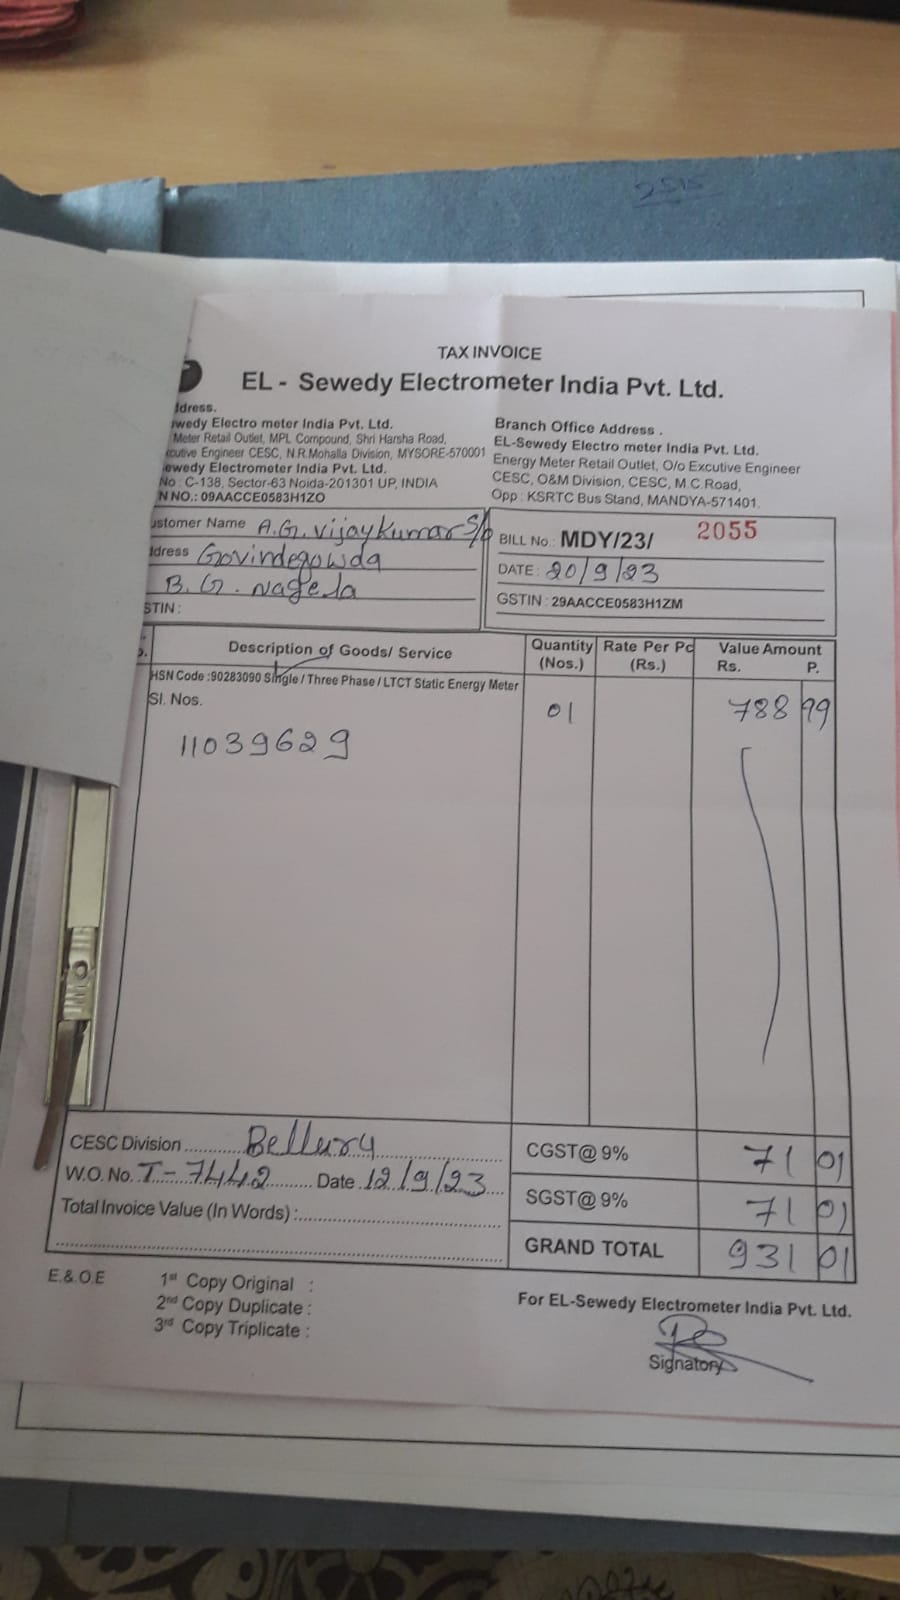 2515
TAX INVOICE
EL - Sewedy Electrometer India Pvt. Ltd.
ddress.
wedy Electro meter India Pvt. Ltd.
Meter Retail Outlet, MPL Compound, Shri Harsha Road,
cutive Engineer CESC, N.R.Mohalla Division, MYSORE-570001
ewedy Electrometer India Pvt. Ltd.
No : C-138, Sector-63 Noida-201301 UP, INDIA
N NO.: 09AACCE0583H1ZO
Branch Office Address .
EL-Sewedy Electro meter India Pvt. Ltd.
Energy Meter Retail Outlet, O/o Excutive Engineer
CESC, O&M Division, CESC, M.C.Road,
Opp : KSRTC Bus Stand, MANDYA-571401.
ustomer Name A.G. Vijaykumar S/o
ddress Govindegowda
B. G. Nagela
STIN :
BILL No.: MDY/23/ 2055
DATE : 20/9/23
GSTIN : 29AACCE0583H1ZM
Description of Goods/ Service Quantity (Nos.) Rate Per Pc (Rs.) Value Amount Rs. P.
HSN Code :90283090 Single / Three Phase / LTCT Static Energy Meter
Sl. Nos. 01 788 99
11039629
CESC Division Bellury
W.O. No. T-7442 Date 12/9/23
Total Invoice Value (In Words) :
CGST@ 9% 71 01
SGST@ 9% 71 01
GRAND TOTAL 931 01
E.& O.E 1st Copy Original :
2nd Copy Duplicate :
3rd Copy Triplicate :
For EL-Sewedy Electrometer India Pvt. Ltd.
Signatory